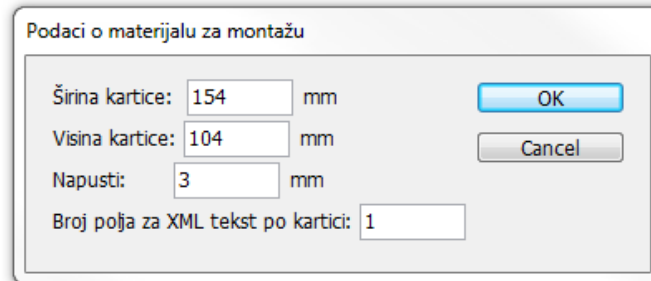 Podaci o materijalu za montažu
Širina kartice: 154 mm
OK
Visina kartice: 104 mm
Cancel
Napusti: 3 mm
Broj polja za XML tekst po kartici: 1